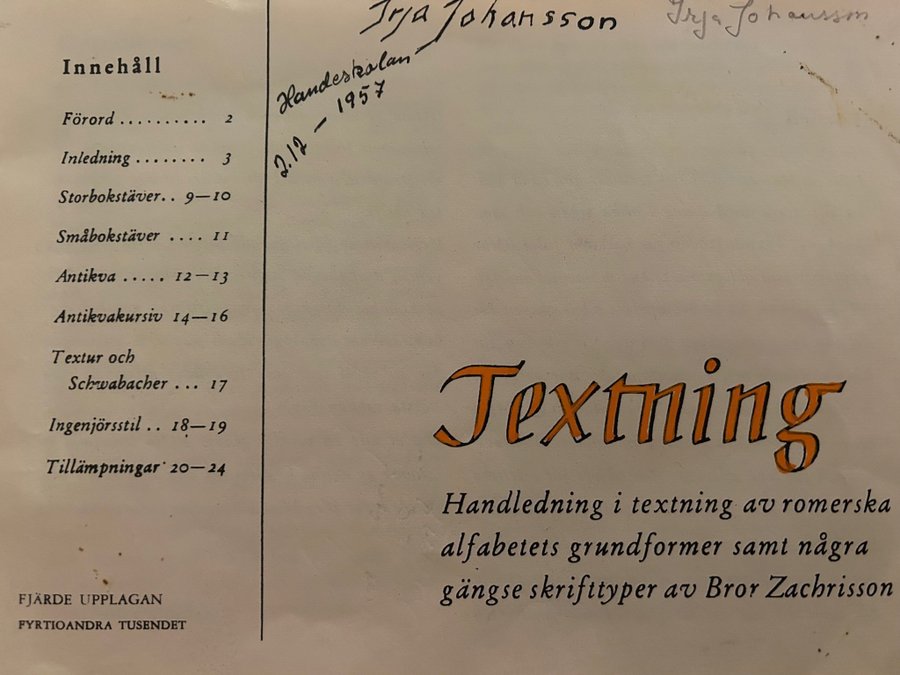 Irja Johansson
Irja Johansson
Handeskolan
2.12 — 1957
Innehåll
Förord .......... 2
Inledning ........ 3
Storbokstäver.. 9—10
Småbokstäver .... 11
Antikva ..... 12—13
Antikvakursiv 14—16
Textur och
Schwabacher ... 17
Ingenjörsstil .. 18—19
Tillämpningar 20—24
FJÄRDE UPPLAGAN
FYRTIOANDRA TUSENDET
Textning
Handledning i textning av romerska
alfabetets grundformer samt några
gängse skrifttyper av Bror Zachrisson